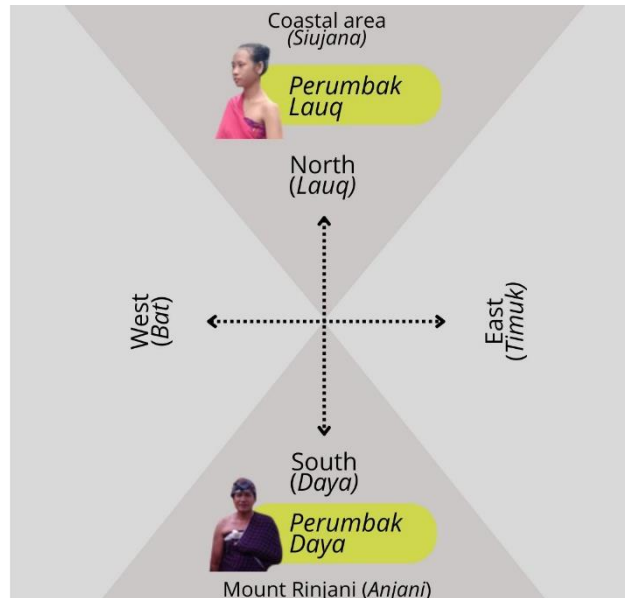 Coastal area
(Siujana)
Perumbak
Lauq
North
(Lauq)
West
(Bat)
East
(Timuk)
South
(Daya)
Perumbak
Daya
Mount Rinjani (Anjani)